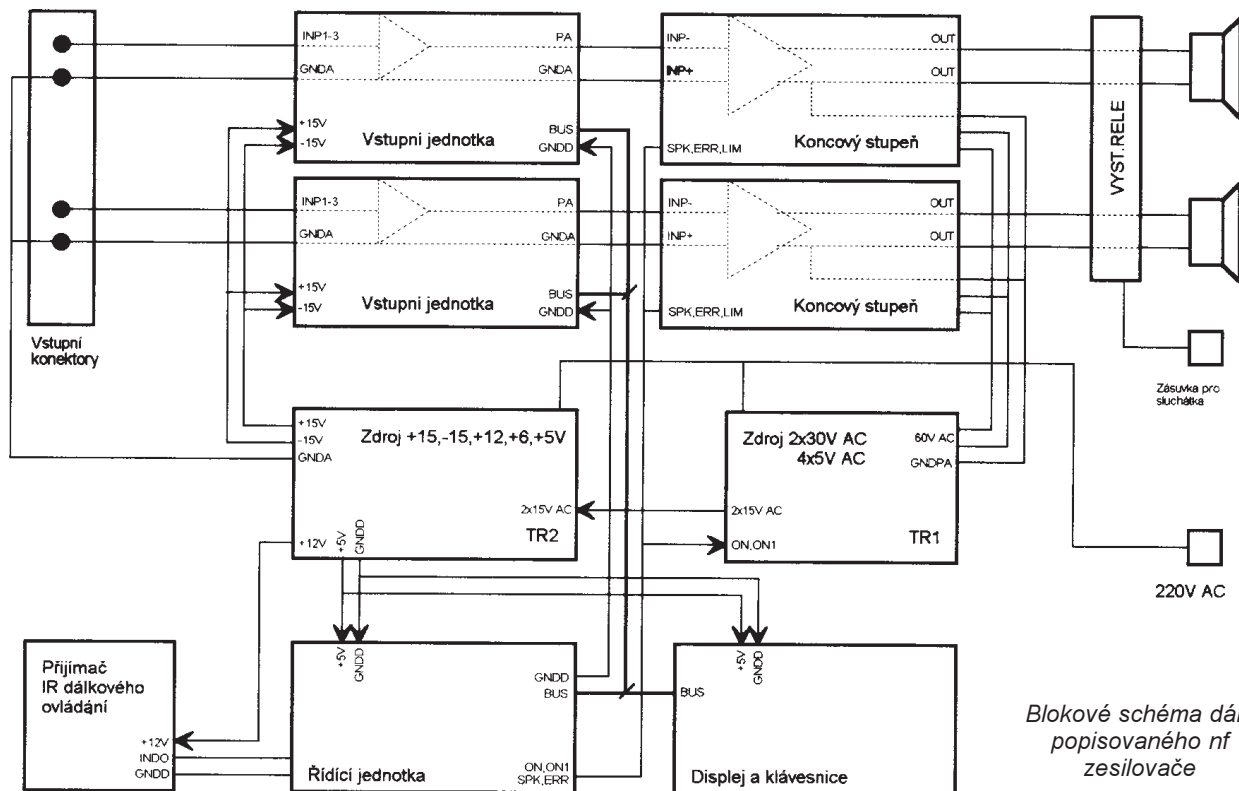 INP1-3
GNDA
+15V
-15V
PA
GNDA
BUS
GNDD
Vstupni jednotka
INP-
INP+
SPK,ERR,LIM
OUT
OUT
Koncový stupeň
VYST.RELE
INP1-3
GNDA
+15V
-15V
PA
GNDA
BUS
GNDD
Vstupni jednotka
INP-
INP+
SPK,ERR,LIM
OUT
OUT
Koncový stupeň
Vstupní
konektory
Zásuvka pro
sluchátka
+15V
-15V
GNDA
Zdroj +15,-15,+12,+6,+5V
2x15V AC
TR2
+12V
+5V
GNDD
Zdroj 2x30V AC
4x5V AC
60V AC
GNDPA
2x15V AC
ON,ON1
TR1
220V AC
Přijímač
IR dálkového
ovládání
+12V
INDO
GNDD
+5V
GNDD
GNDD
BUS
ON,ON1
SPK,ERR
Řídící jednotka
+5V
GNDD
BUS
Displej a klávesnice
Blokové schéma dál
popisovaného nf
zesilovače